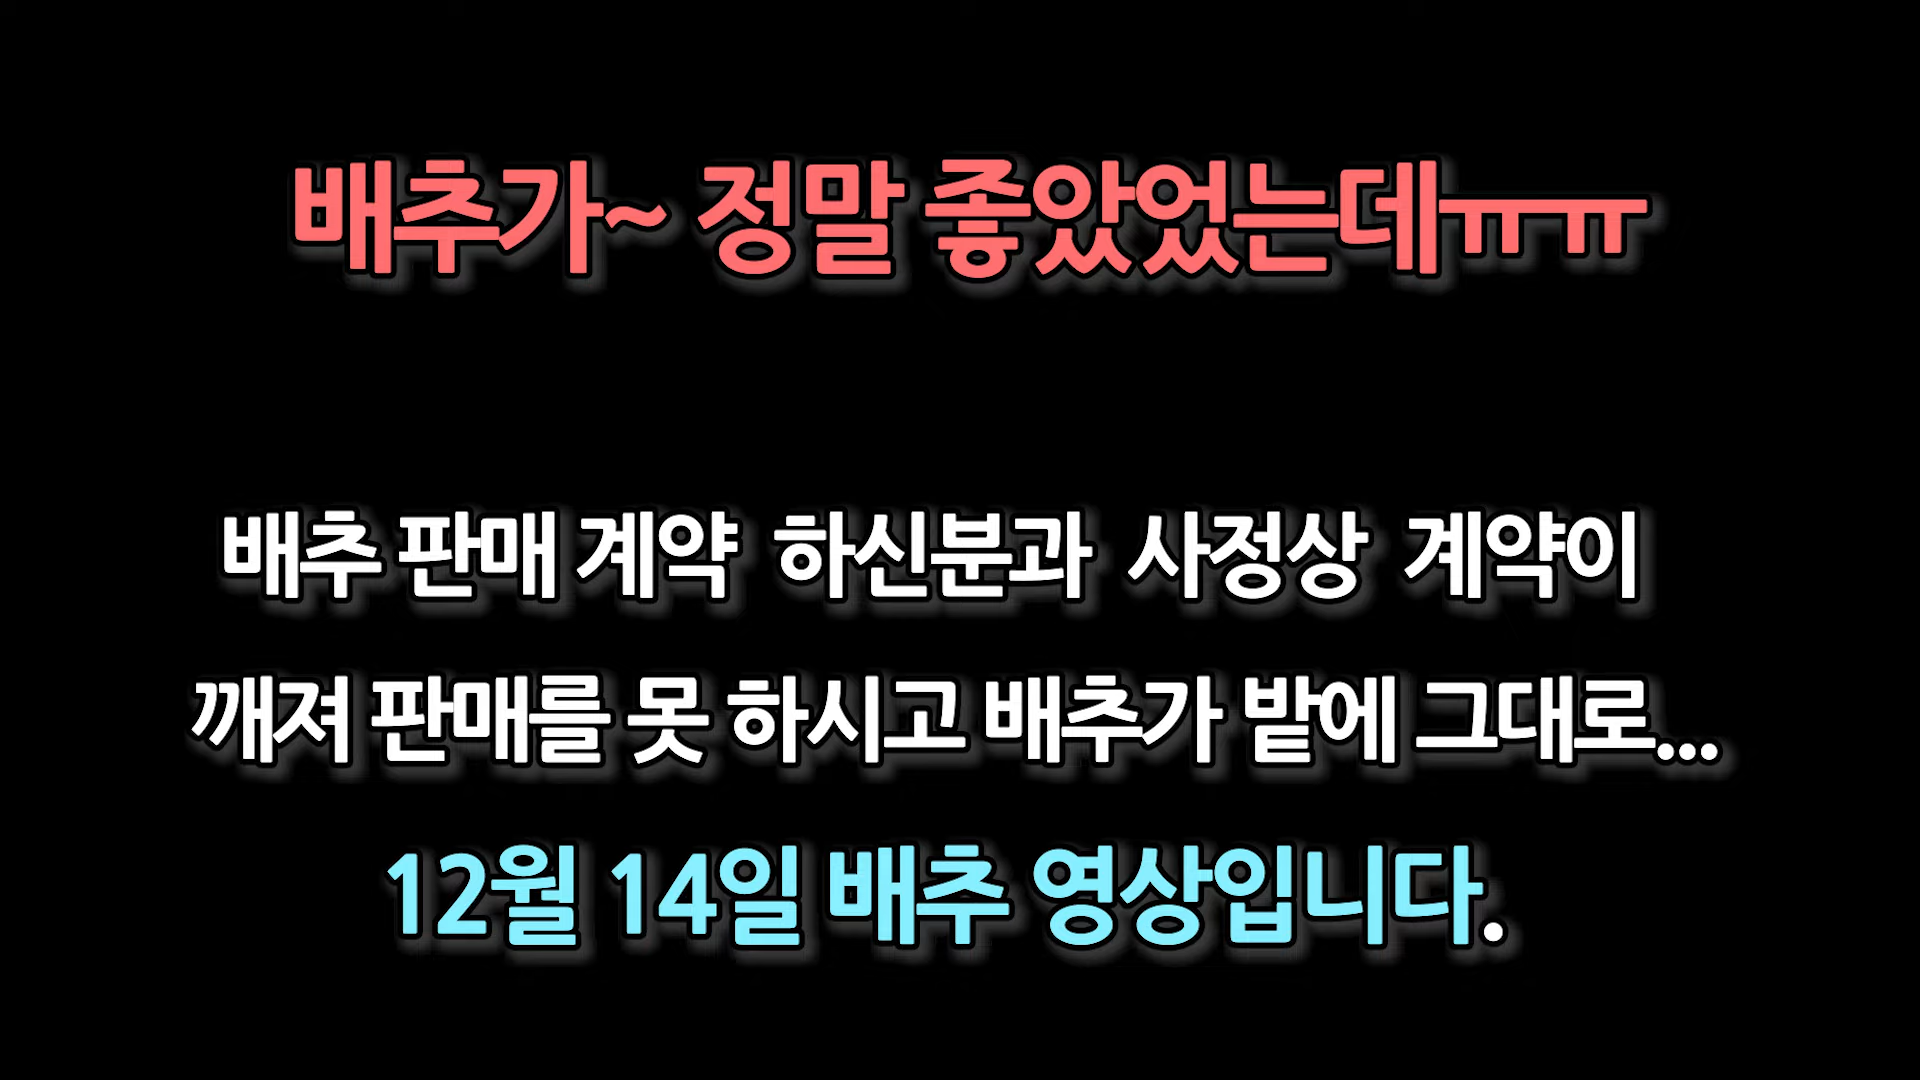 배추가~ 정말 좋았었는데ㅠㅠ
배추 판매 계약 하신분과 사정상 계약이
깨져 판매를 못 하시고 배추가 밭에 그대로...
12월 14일 배추 영상입니다.